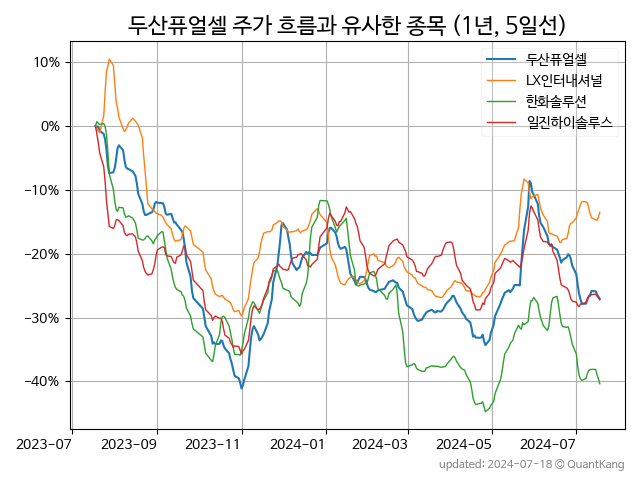 두산퓨얼셀 주가 흐름과 유사한 종목 (1년, 5일선)
두산퓨얼셀
LX인터내셔널
한화솔루션
일진하이솔루스
10%
0%
−10%
−20%
−30%
−40%
2023-07 2023-09 2023-11 2024-01 2024-03 2024-05 2024-07
updated: 2024-07-18 © QuantKang